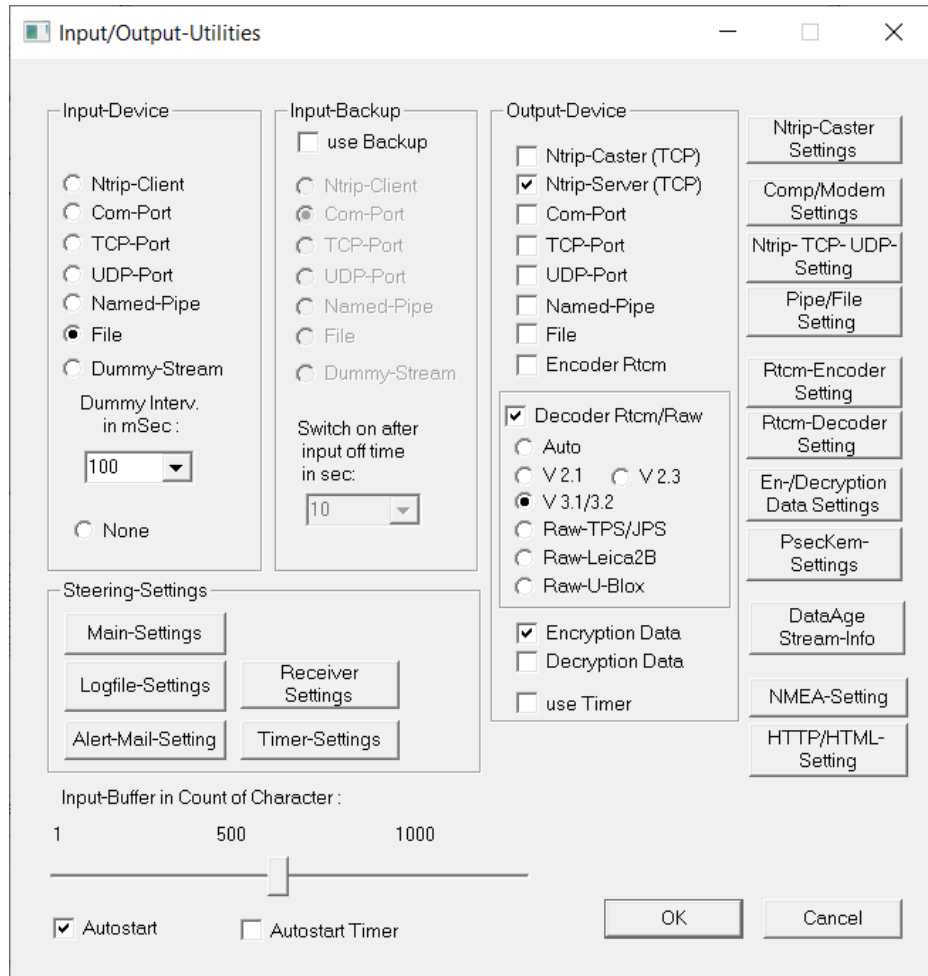 Input/Output-Utilities
Input-Device
Ntrip-Client
Com-Port
TCP-Port
UDP-Port
Named-Pipe
File
Dummy-Stream
Dummy Interv.
in mSec :
100
None
Input-Backup
use Backup
Ntrip-Client
Com-Port
TCP-Port
UDP-Port
Named-Pipe
File
Dummy-Stream
Switch on after
input off time
in sec:
10
Output-Device
Ntrip-Caster (TCP)
Ntrip-Server (TCP)
Com-Port
TCP-Port
UDP-Port
Named-Pipe
File
Encoder Rtcm
Decoder Rtcm/Raw
Auto
V 2.1 V 2.3
V 3.1/3.2
Raw-TPS/JPS
Raw-Leica2B
Raw-U-Blox
Encryption Data
Decryption Data
use Timer
Ntrip-Caster
Settings
Comp/Modem
Settings
Ntrip- TCP- UDP-
Setting
Pipe/File
Setting
Rtcm-Encoder
Setting
Rtcm-Decoder
Setting
En-/Decryption
Data Settings
PsecKem-
Settings
DataAge
Stream-Info
NMEA-Setting
HTTP/HTML-
Setting
Steering-Settings
Main-Settings
Logfile-Settings
Receiver
Settings
Alert-Mail-Setting
Timer-Settings
Input-Buffer in Count of Character :
1 500 1000
Autostart
Autostart Timer
OK
Cancel